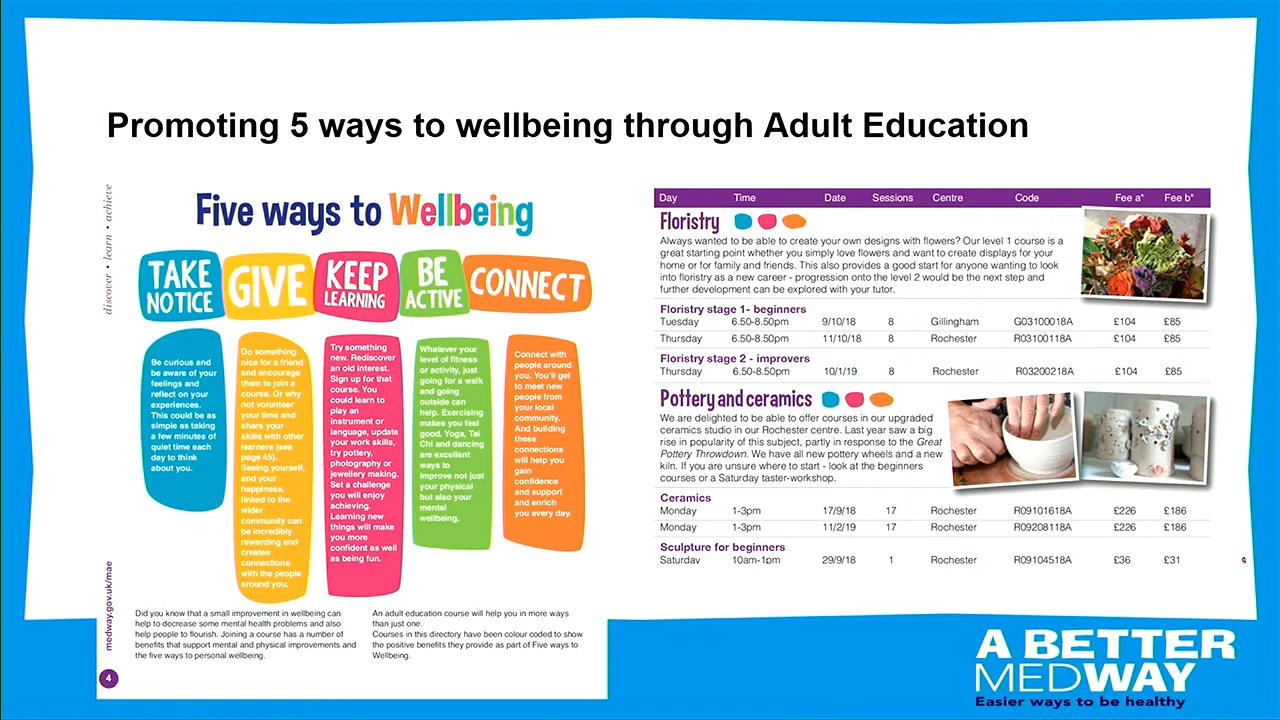 Promoting 5 ways to wellbeing through Adult Education
discover • learn • achieve
Five ways to Wellbeing
TAKE
NOTICE
GIVE
KEEP
LEARNING
BE
ACTIVE
CONNECT
Be curious and
be aware of your
feelings and
reflect on your
experiences.
This could be as
simple as taking
a few minutes of
quiet time each
day to think
about you.
Do something
nice for a friend
and encourage
them to join a
course. Or why
not volunteer
your time and
share your
skills with other
learners (see
page 45).
Seeing yourself,
and your
happiness,
linked to the
wider
community can
be incredibly
rewarding and
creates
connections
with the people
around you.
Try something
new. Rediscover
an old interest.
Sign up for that
course. You
could learn to
play an
instrument or
language, update
your work skills,
try pottery,
photography or
jewellery making.
Set a challenge
you will enjoy
achieving.
Learning new
things will make
you more
confident as well
as being fun.
Whatever your
level of fitness
or activity, just
going for a walk
and going
outside can
help. Exercising
makes you feel
good. Yoga, Tai
Chi and dancing
are excellent
ways to
improve not just
your physical
but also your
mental
wellbeing.
Connect with
people around
you. You'll get
to meet new
people from
your local
community.
And building
these
connections
will help you
gain
confidence
and support
and enrich
you every day.
Did you know that a small improvement in wellbeing can
help to decrease some mental health problems and also
help people to flourish. Joining a course has a number of
benefits that support mental and physical improvements and
the five ways to personal wellbeing.
An adult education course will help you in more ways
than just one.
Courses in this directory have been colour coded to show
the positive benefits they provide as part of Five ways to
Wellbeing.
medway.gov.uk/mae
4
Day Time Date Sessions Centre Code Fee a* Fee b*
Floristry
Always wanted to be able to create your own designs with flowers? Our level 1 course is a
great starting point whether you simply love flowers and want to create displays for your
home or for family and friends. This also provides a good start for anyone wanting to look
into floristry as a new career - progression onto the level 2 would be the next step and
further development can be explored with your tutor.
Floristry stage 1- beginners
Tuesday 6.50-8.50pm 9/10/18 8 Gillingham G03100018A £104 £85
Thursday 6.50-8.50pm 11/10/18 8 Rochester R03100118A £104 £85
Floristry stage 2 - improvers
Thursday 6.50-8.50pm 10/1/19 8 Rochester R03200218A £104 £85
Pottery and ceramics
We are delighted to be able to offer courses in our upgraded
ceramics studio in our Rochester centre. Last year saw a big
rise in popularity of this subject, partly in response to the Great
Pottery Throwdown. We have all new pottery wheels and a new
kiln. If you are unsure where to start - look at the beginners
courses or a Saturday taster-workshop.
Ceramics
Monday 1-3pm 17/9/18 17 Rochester R09101618A £226 £186
Monday 1-3pm 11/2/19 17 Rochester R09208118A £226 £186
Sculpture for beginners
Saturday 10am-1pm 29/9/18 1 Rochester R09104518A £36 £31
A BETTER
MEDWAY
Easier ways to be healthy